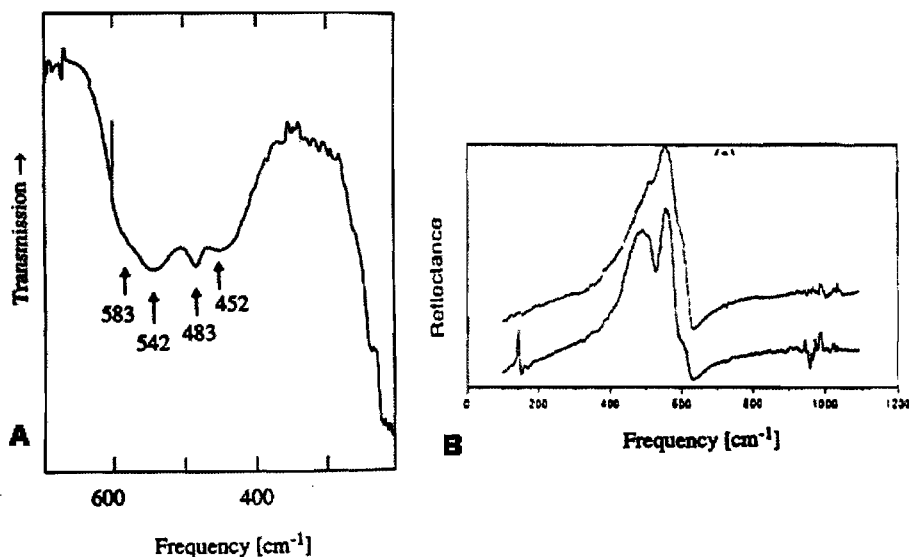 Transmission →
583
542
483
452
A
600
400
Frequency [cm⁻¹]
Reflectance
0
200
400
600
800
1000
1200
B
Frequency [cm⁻¹]